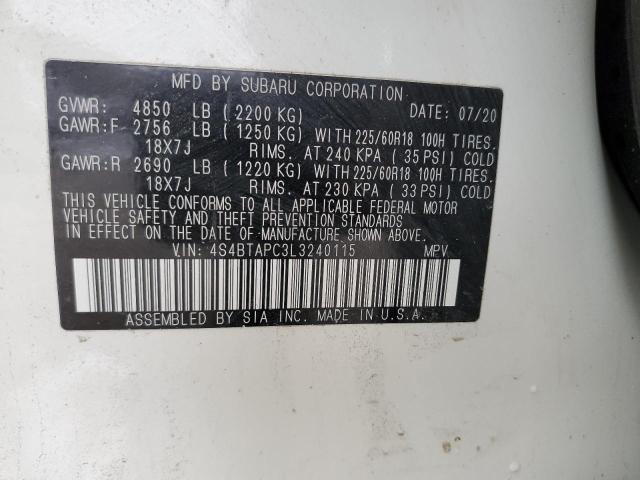 MFD BY SUBARU CORPORATION
GVWR: 4850 LB ( 2200 KG) DATE: 07/20
GAWR:F 2756 LB ( 1250 KG) WITH 225/60R18 100H TIRES.
18X7J RIMS. AT 240 KPA ( 35 PSI) COLD
GAWR:R 2690 LB ( 1220 KG) WITH 225/60R18 100H TIRES.
18X7J RIMS. AT 230 KPA ( 33 PSI) COLD
THIS VEHICLE CONFORMS TO ALL APPLICABLE FEDERAL MOTOR
VEHICLE SAFETY AND THEFT PREVENTION STANDARDS
IN EFFECT ON THE DATE OF MANUFACTURE SHOWN ABOVE.
VIN: 4S4BTAPC3L3240115 MPV
ASSEMBLED BY SIA INC. MADE IN U.S.A.